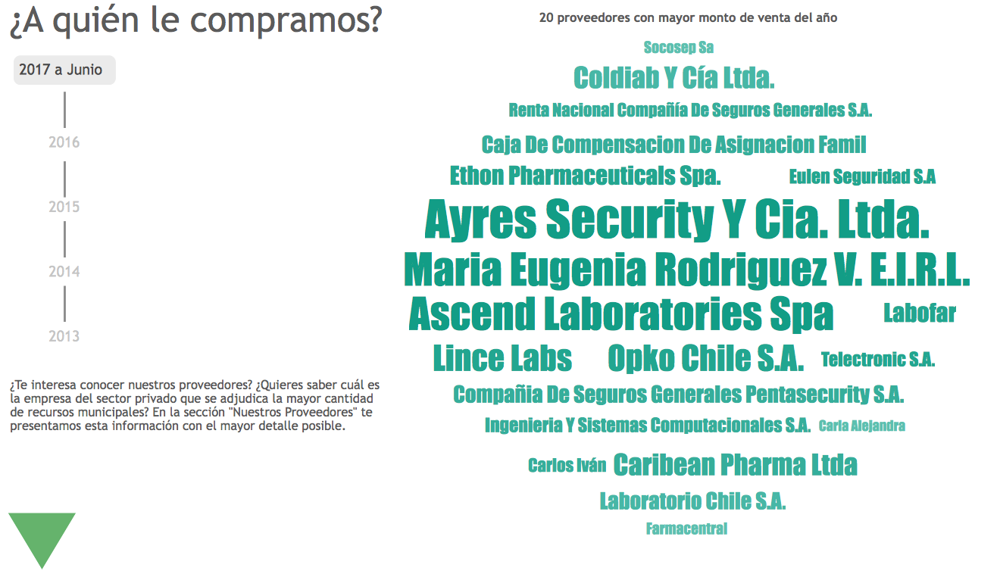 ¿A quién le compramos?
2017 a Junio
2016
2015
2014
2013
¿Te interesa conocer nuestros proveedores? ¿Quieres saber cuál es
la empresa del sector privado que se adjudica la mayor cantidad
de recursos municipales? En la sección "Nuestros Proveedores" te
presentamos esta información con el mayor detalle posible.
20 proveedores con mayor monto de venta del año
Socosep Sa
Coldiab Y Cía Ltda.
Renta Nacional Compañía De Seguros Generales S.A.
Caja De Compensacion De Asignacion Famil
Ethon Pharmaceuticals Spa.
Eulen Seguridad S.A
Ayres Security Y Cia. Ltda.
Maria Eugenia Rodriguez V. E.I.R.L.
Ascend Laboratories Spa
Labofar
Lince Labs
Opko Chile S.A.
Telectronic S.A.
Compañia De Seguros Generales Pentasecurity S.A.
Ingenieria Y Sistemas Computacionales S.A.
Carla Alejandra
Carlos Iván
Caribean Pharma Ltda
Laboratorio Chile S.A.
Farmacentral